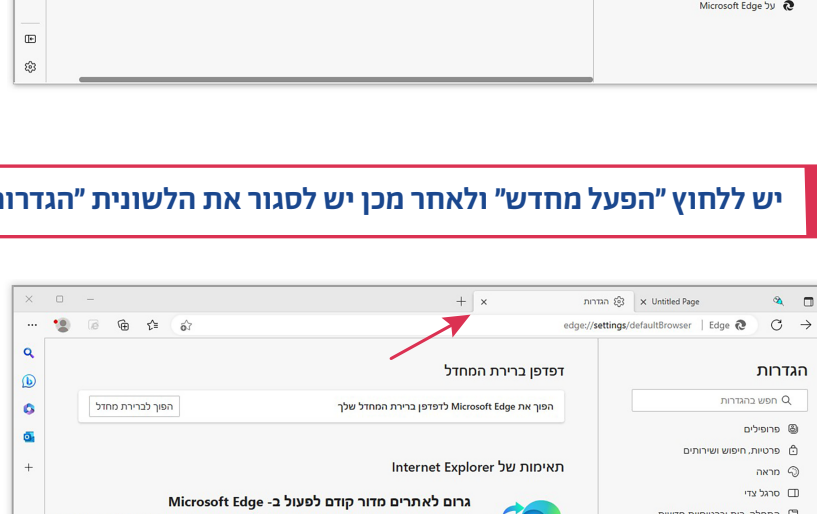 על Microsoft Edge
יש ללחוץ "הפעל מחדש" ולאחר מכן יש לסגור את הלשונית
Untitled Page
הגדרות
Edge | edge://settings/defaultBrowser
הגדרות
חפש בהגדרות
פרופילים
פרטיות, חיפוש ושירותים
מראה
סרגל צדי
דפדפן ברירת המחדל
הפוך את Microsoft Edge לדפדפן ברירת המחדל שלך
הפוך לברירת מחדל
תאימות של Internet Explorer
גרום לאתרים מדור קודם לפעול ב- Microsoft Edge